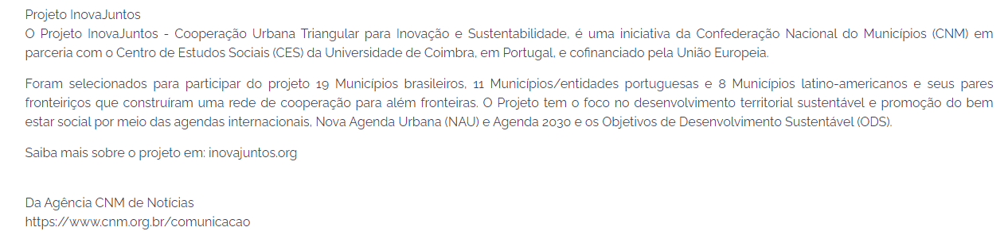 Projeto InovaJuntos
O Projeto InovaJuntos - Cooperação Urbana Triangular para Inovação e Sustentabilidade, é uma iniciativa da Confederação Nacional do Municípios (CNM) em
parceria com o Centro de Estudos Sociais (CES) da Universidade de Coimbra, em Portugal, e cofinanciado pela União Europeia.
Foram selecionados para participar do projeto 19 Municípios brasileiros, 11 Municípios/entidades portuguesas e 8 Municípios latino-americanos e seus pares
fronteiriços que construíram uma rede de cooperação para além fronteiras. O Projeto tem o foco no desenvolvimento territorial sustentável e promoção do bem
estar social por meio das agendas internacionais, Nova Agenda Urbana (NAU) e Agenda 2030 e os Objetivos de Desenvolvimento Sustentável (ODS).
Saiba mais sobre o projeto em: inovajuntos.org
Da Agência CNM de Notícias
https://www.cnm.org.br/comunicacao